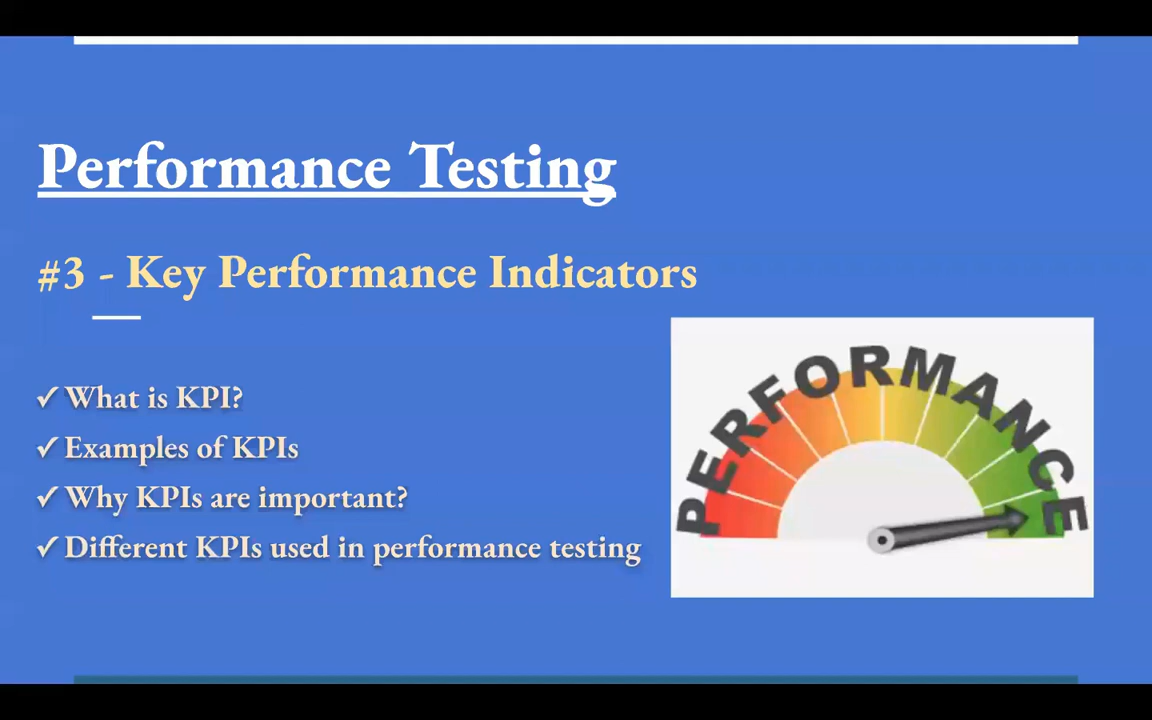 Performance Testing
#3 - Key Performance Indicators
✓ What is KPI?
✓ Examples of KPIs
✓ Why KPIs are important?
✓ Different KPIs used in performance testing
PERFORMANCE